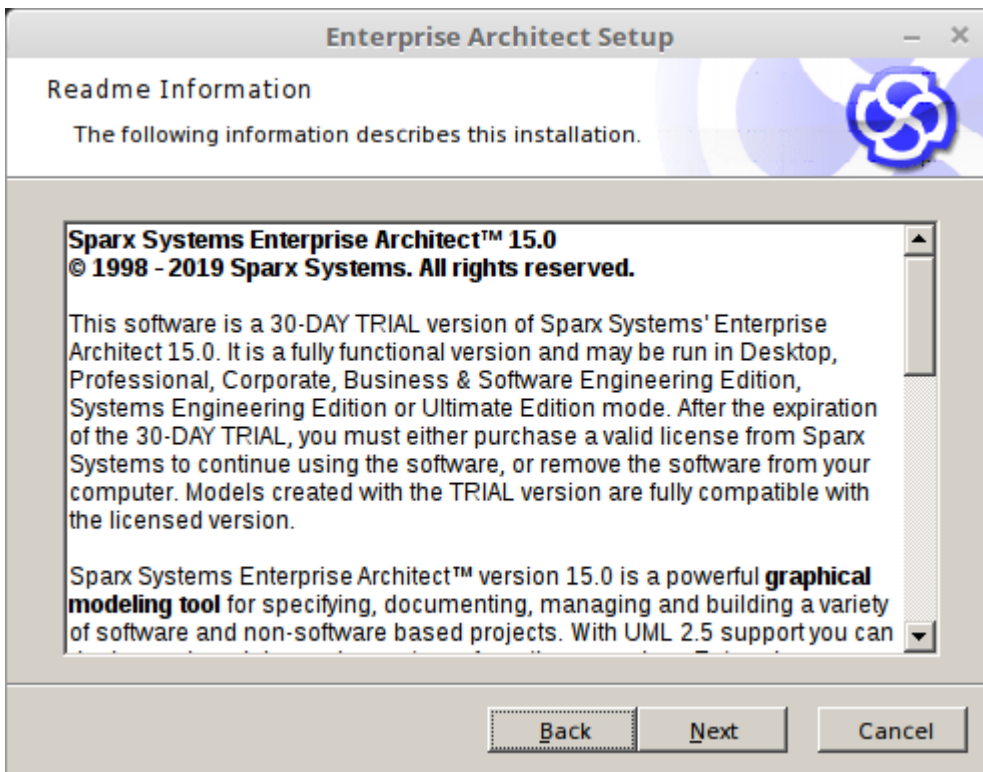 Enterprise Architect Setup
Readme Information
The following information describes this installation.
Sparx Systems Enterprise Architect™ 15.0
© 1998 - 2019 Sparx Systems. All rights reserved.
This software is a 30-DAY TRIAL version of Sparx Systems' Enterprise
Architect 15.0. It is a fully functional version and may be run in Desktop,
Professional, Corporate, Business & Software Engineering Edition,
Systems Engineering Edition or Ultimate Edition mode. After the expiration
of the 30-DAY TRIAL, you must either purchase a valid license from Sparx
Systems to continue using the software, or remove the software from your
computer. Models created with the TRIAL version are fully compatible with
the licensed version.
Sparx Systems Enterprise Architect™ version 15.0 is a powerful graphical
modeling tool for specifying, documenting, managing and building a variety
of software and non-software based projects. With UML 2.5 support you can
Back
Next
Cancel